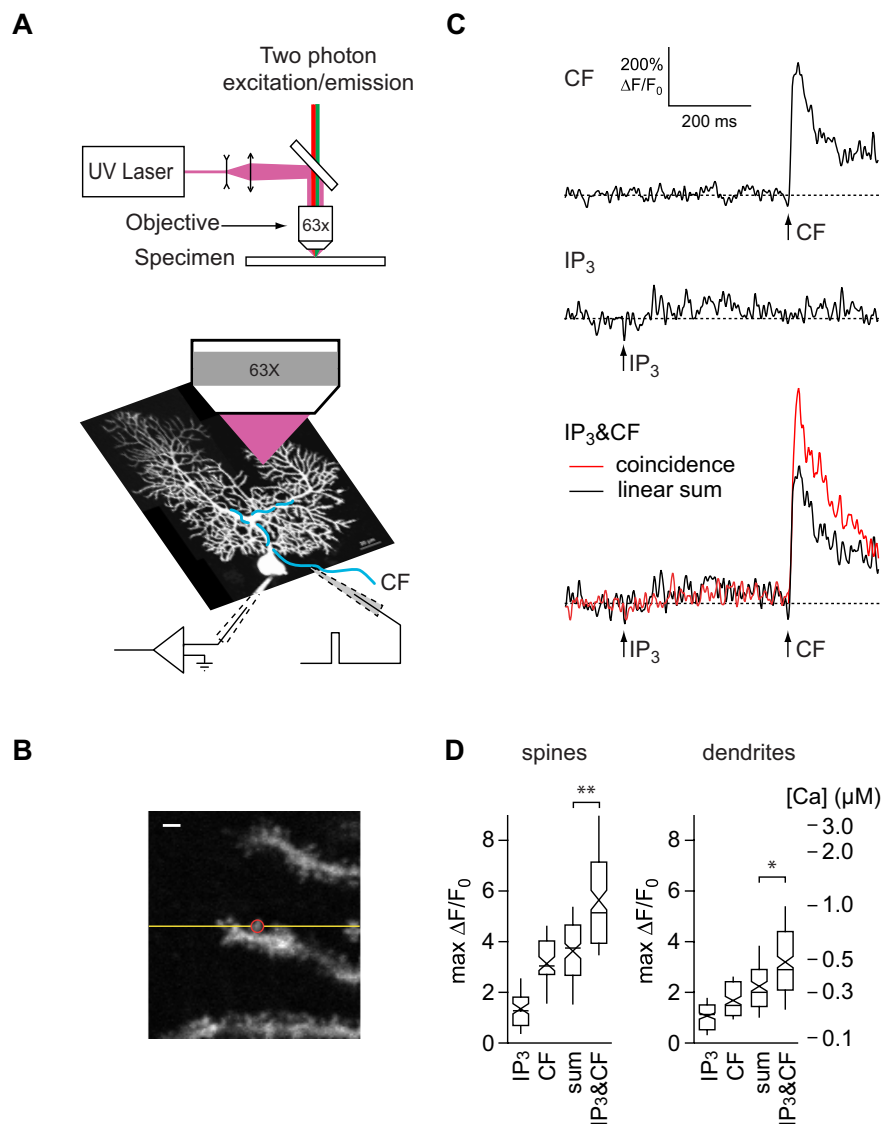 A
Two photon
excitation/emission
UV Laser
Objective
63x
Specimen
63X
CF
B
C
CF
200%
ΔF/F₀
200 ms
CF
IP₃
IP₃
IP₃&CF
coincidence
linear sum
IP₃
CF
D
spines
dendrites
[Ca] (µM)
**
*
max ΔF/F₀
8
6
4
2
0
IP₃
CF
sum
IP₃&CF
max ΔF/F₀
8
6
4
2
0
IP₃
CF
sum
IP₃&CF
3.0
2.0
1.0
0.5
0.3
0.1